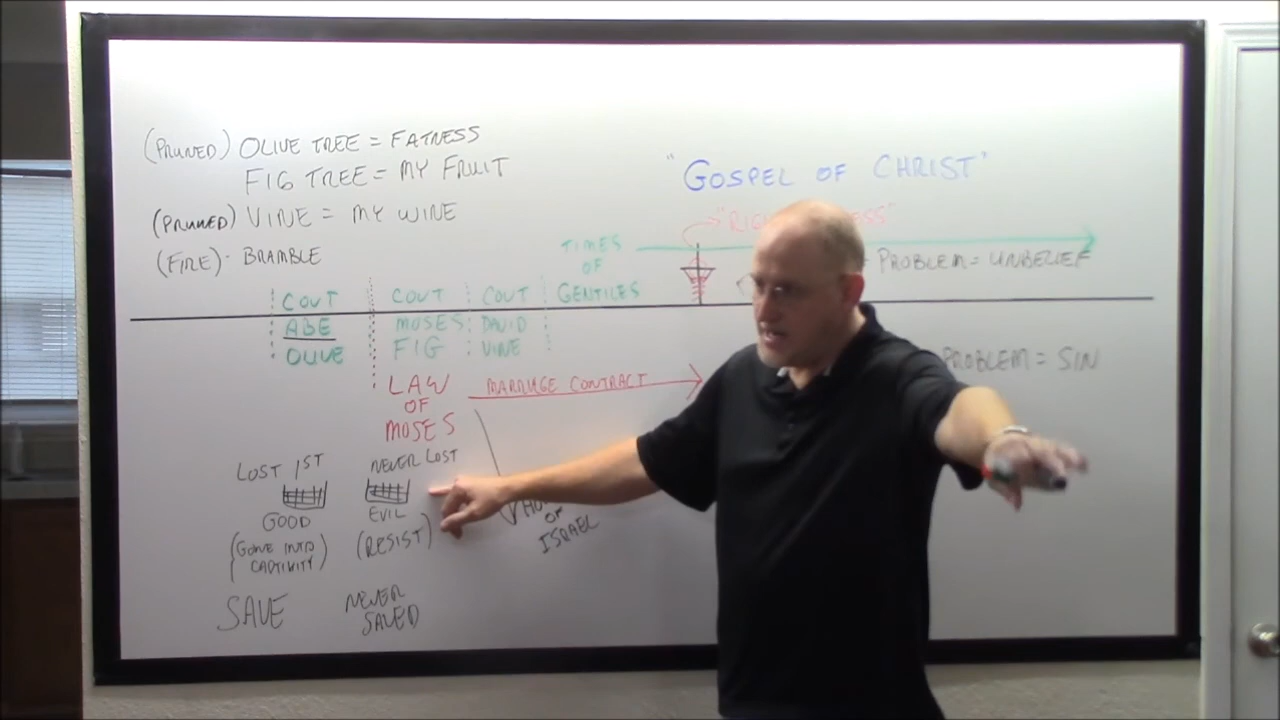 (PRUNED) OLIVE TREE = FATNESS
FIG TREE = MY FRUIT
(PRUNED) VINE = MY WINE
(FIRE) - BRAMBLE
"GOSPEL OF CHRIST"
TIMES
OF
GENTILES
PROBLEM = UNBELIEF
COVT
ABE
OLIVE
COVT
MOSES
FIG
COVT
DAVID
VINE
LAW
OF
MOSES
MARRIAGE CONTRACT
PROBLEM = SIN
LOST 1ST
GOOD
(GONE INTO
CAPTIVITY)
SAVE
NEVER LOST
EVIL
(RESIST)
NEVER
SAVED
OF
ISRAEL